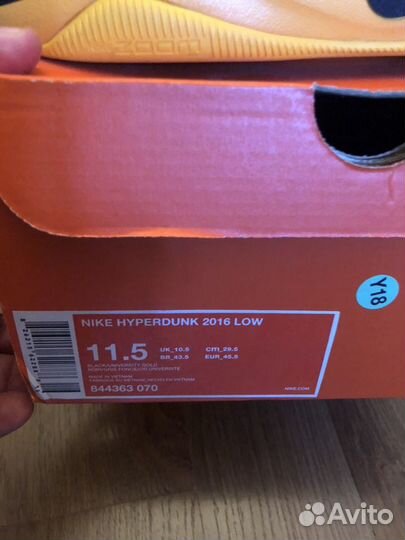 ZOOM
Y18
NIKE HYPERDUNK 2016 LOW
11.5 UK 10.5 CITI 29.5
BR 43.5 EUR 45.5
BLACK/UNIVERSITY GOLD
MADE IN VIETNAM
844363 070
NIKE.COM
Avito